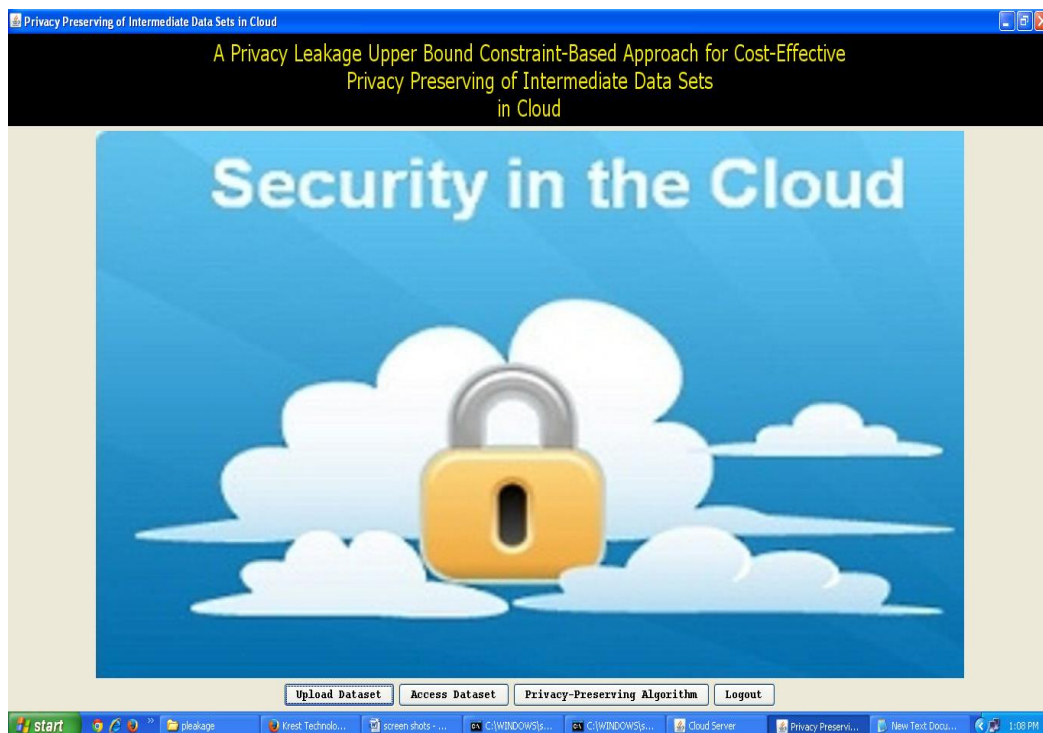 Privacy Preserving of Intermediate Data Sets in Cloud
A Privacy Leakage Upper Bound Constraint-Based Approach for Cost-Effective
Privacy Preserving of Intermediate Data Sets
in Cloud
Security in the Cloud
Upload Dataset Access Dataset Privacy-Preserving Algorithm Logout
start pleakage Krest Technolo... screen shots - ... C:\WINDOWS\s... C:\WINDOWS\s... Cloud Server Privacy Preservi... New Text Docu... 1:08 PM